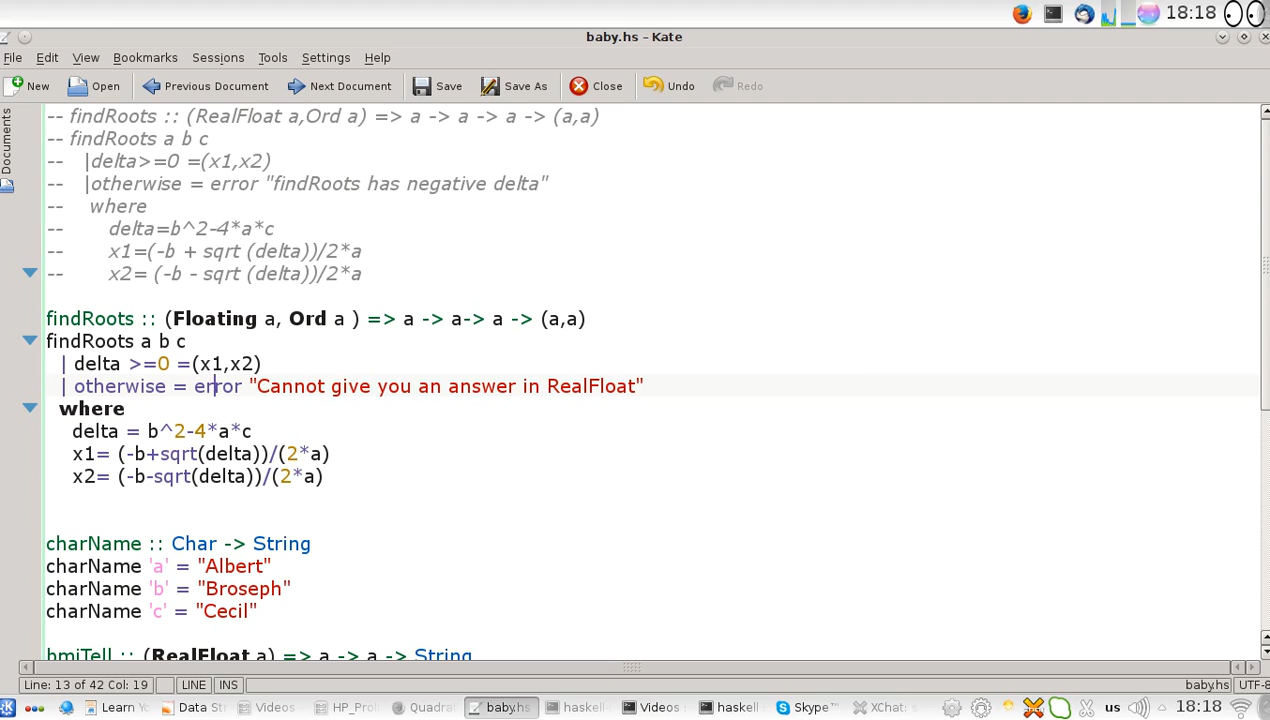 18:18
baby.hs – Kate
File Edit View Bookmarks Sessions Tools Settings Help
New Open Previous Document Next Document Save Save As Close Undo Redo
Documents
-- findRoots :: (RealFloat a,Ord a) => a -> a -> a -> (a,a)
-- findRoots a b c
--    |delta>=0 =(x1,x2)
--    |otherwise = error "findRoots has negative delta"
--    where
--       delta=b^2-4*a*c
--       x1=(-b + sqrt (delta))/2*a
--       x2= (-b - sqrt (delta))/2*a
findRoots :: (Floating a, Ord a ) => a -> a-> a -> (a,a)
findRoots a b c
  | delta >=0 =(x1,x2)
  | otherwise = error "Cannot give you an answer in RealFloat"
  where
    delta = b^2-4*a*c
    x1= (-b+sqrt(delta))/(2*a)
    x2= (-b-sqrt(delta))/(2*a)
charName :: Char -> String
charName 'a' = "Albert"
charName 'b' = "Broseph"
charName 'c' = "Cecil"
bmiTell :: (RealFloat a) => a -> a -> String
Line: 13 of 42 Col: 19 LINE INS baby.hs UTF-8
Learn Yo Data St Videos HP_Proli Quadra baby.hs haskell Videos haskell Skype™ XChat: us 18:18